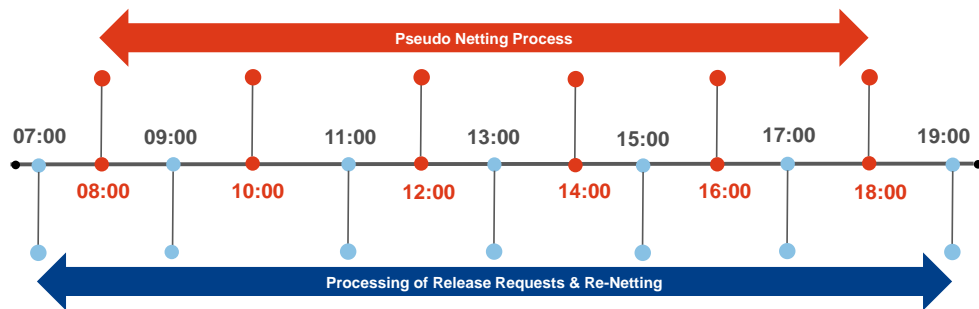 Pseudo Netting Process
07:00 09:00 11:00 13:00 15:00 17:00 19:00
08:00 10:00 12:00 14:00 16:00 18:00
Processing of Release Requests & Re-Netting